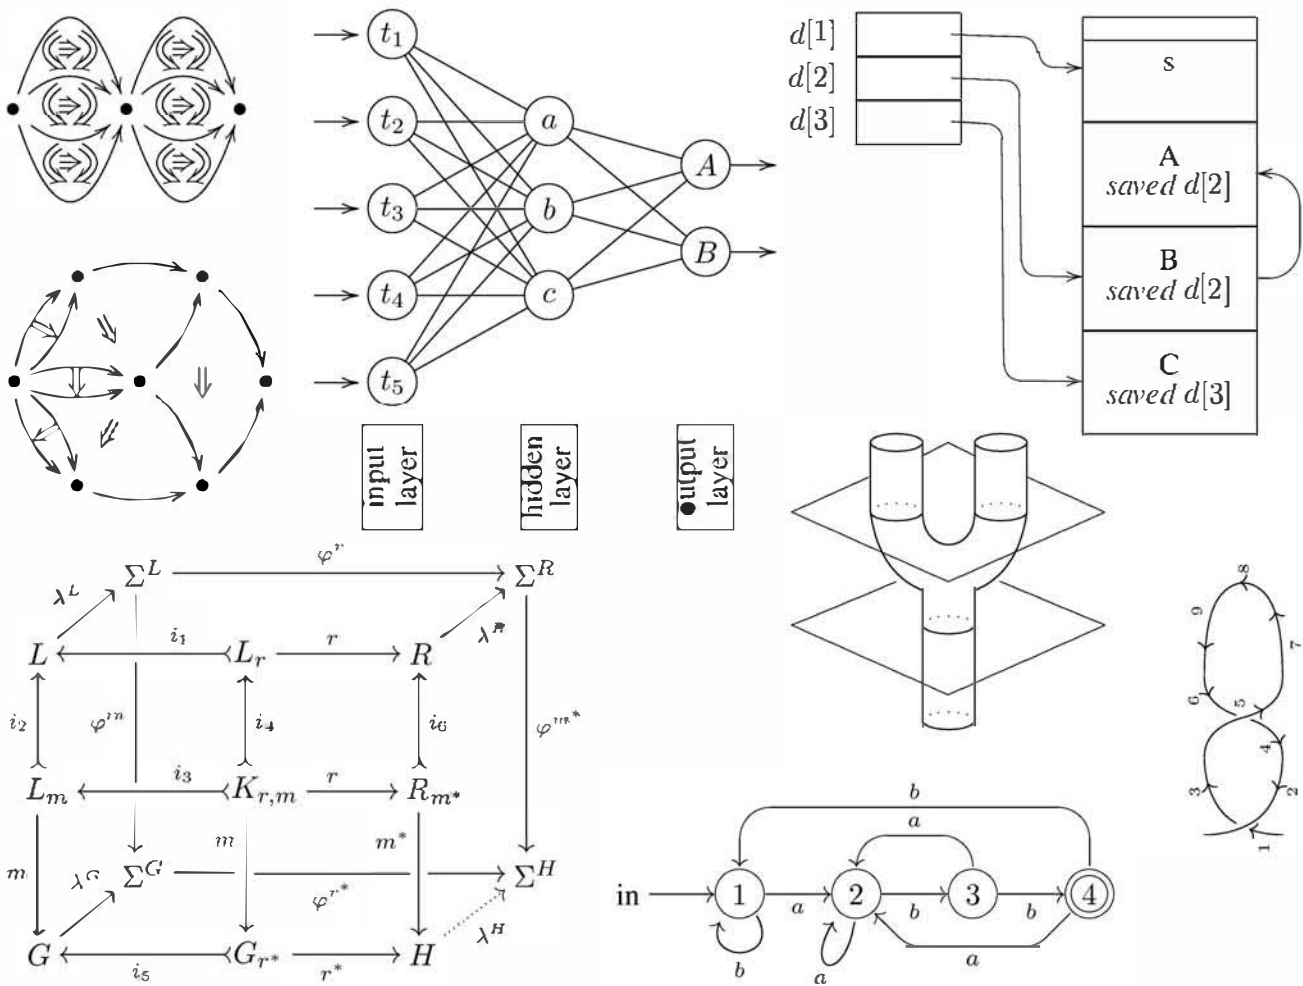 t₁
t₂
t₃
t₄
t₅
a
b
c
A
B
input
layer
hidden
layer
output
layer
d[1]
d[2]
d[3]
s
A
saved d[2]
B
saved d[2]
C
saved d[3]
Σ^L φ^r Σ^R
λ^L λ^R
L i₁ L_r r R
i₂ φ^m i₄ i₆ φ^{m*}
L_m i₃ K_{r,m} r R_{m*}
m m m*
λ^G Σ^G φ^{r*} Σ^H
λ^H
G i₅ G_{r*} r* H
8
9
7
6
5
4
3
2
1
b
a
in 1 a 2 b 3 b 4
b a a